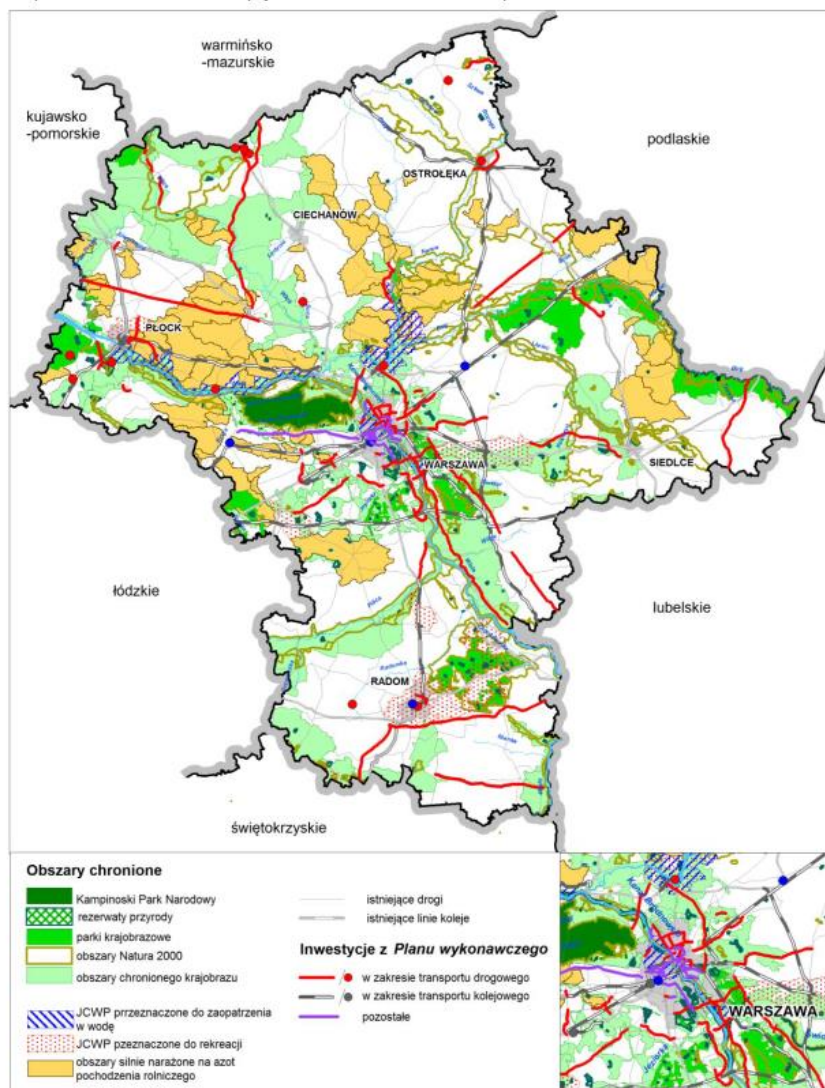 warmińsko
-mazurskie
kujawsko
-pomorskie
podlaskie
OSTROŁĘKA
CIECHANÓW
PŁOCK
WARSZAWA
SIEDLCE
łódzkie
lubelskie
RADOM
świętokrzyskie
Obszary chronione
Kampinoski Park Narodowy
rezerwaty przyrody
parki krajobrazowe
obszary Natura 2000
obszary chronionego krajobrazu
JCWP prrzeznaczone do zaopatrzenia
w wodę
JCWP pzeznaczone do rekreacji
obszary silnie narażone na azot
pochodzenia rolniczego
istniejące drogi
istniejące linie koleje
Inwestycje z Planu wykonawczego
w zakresie transportu drogowego
w zakresie transportu kolejowego
pozostałe
WARSZAWA